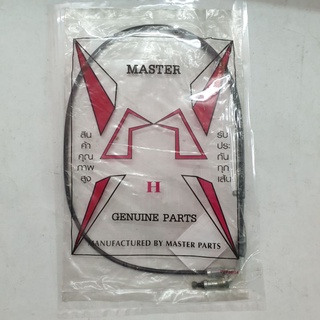 MASTER
สิน
ค้า
คุณ
ภาพ
สูง
รับ
ประ
กัน
ทุก
เส้น
H
GENUINE PARTS
MANUFACTURED BY MASTER PARTS